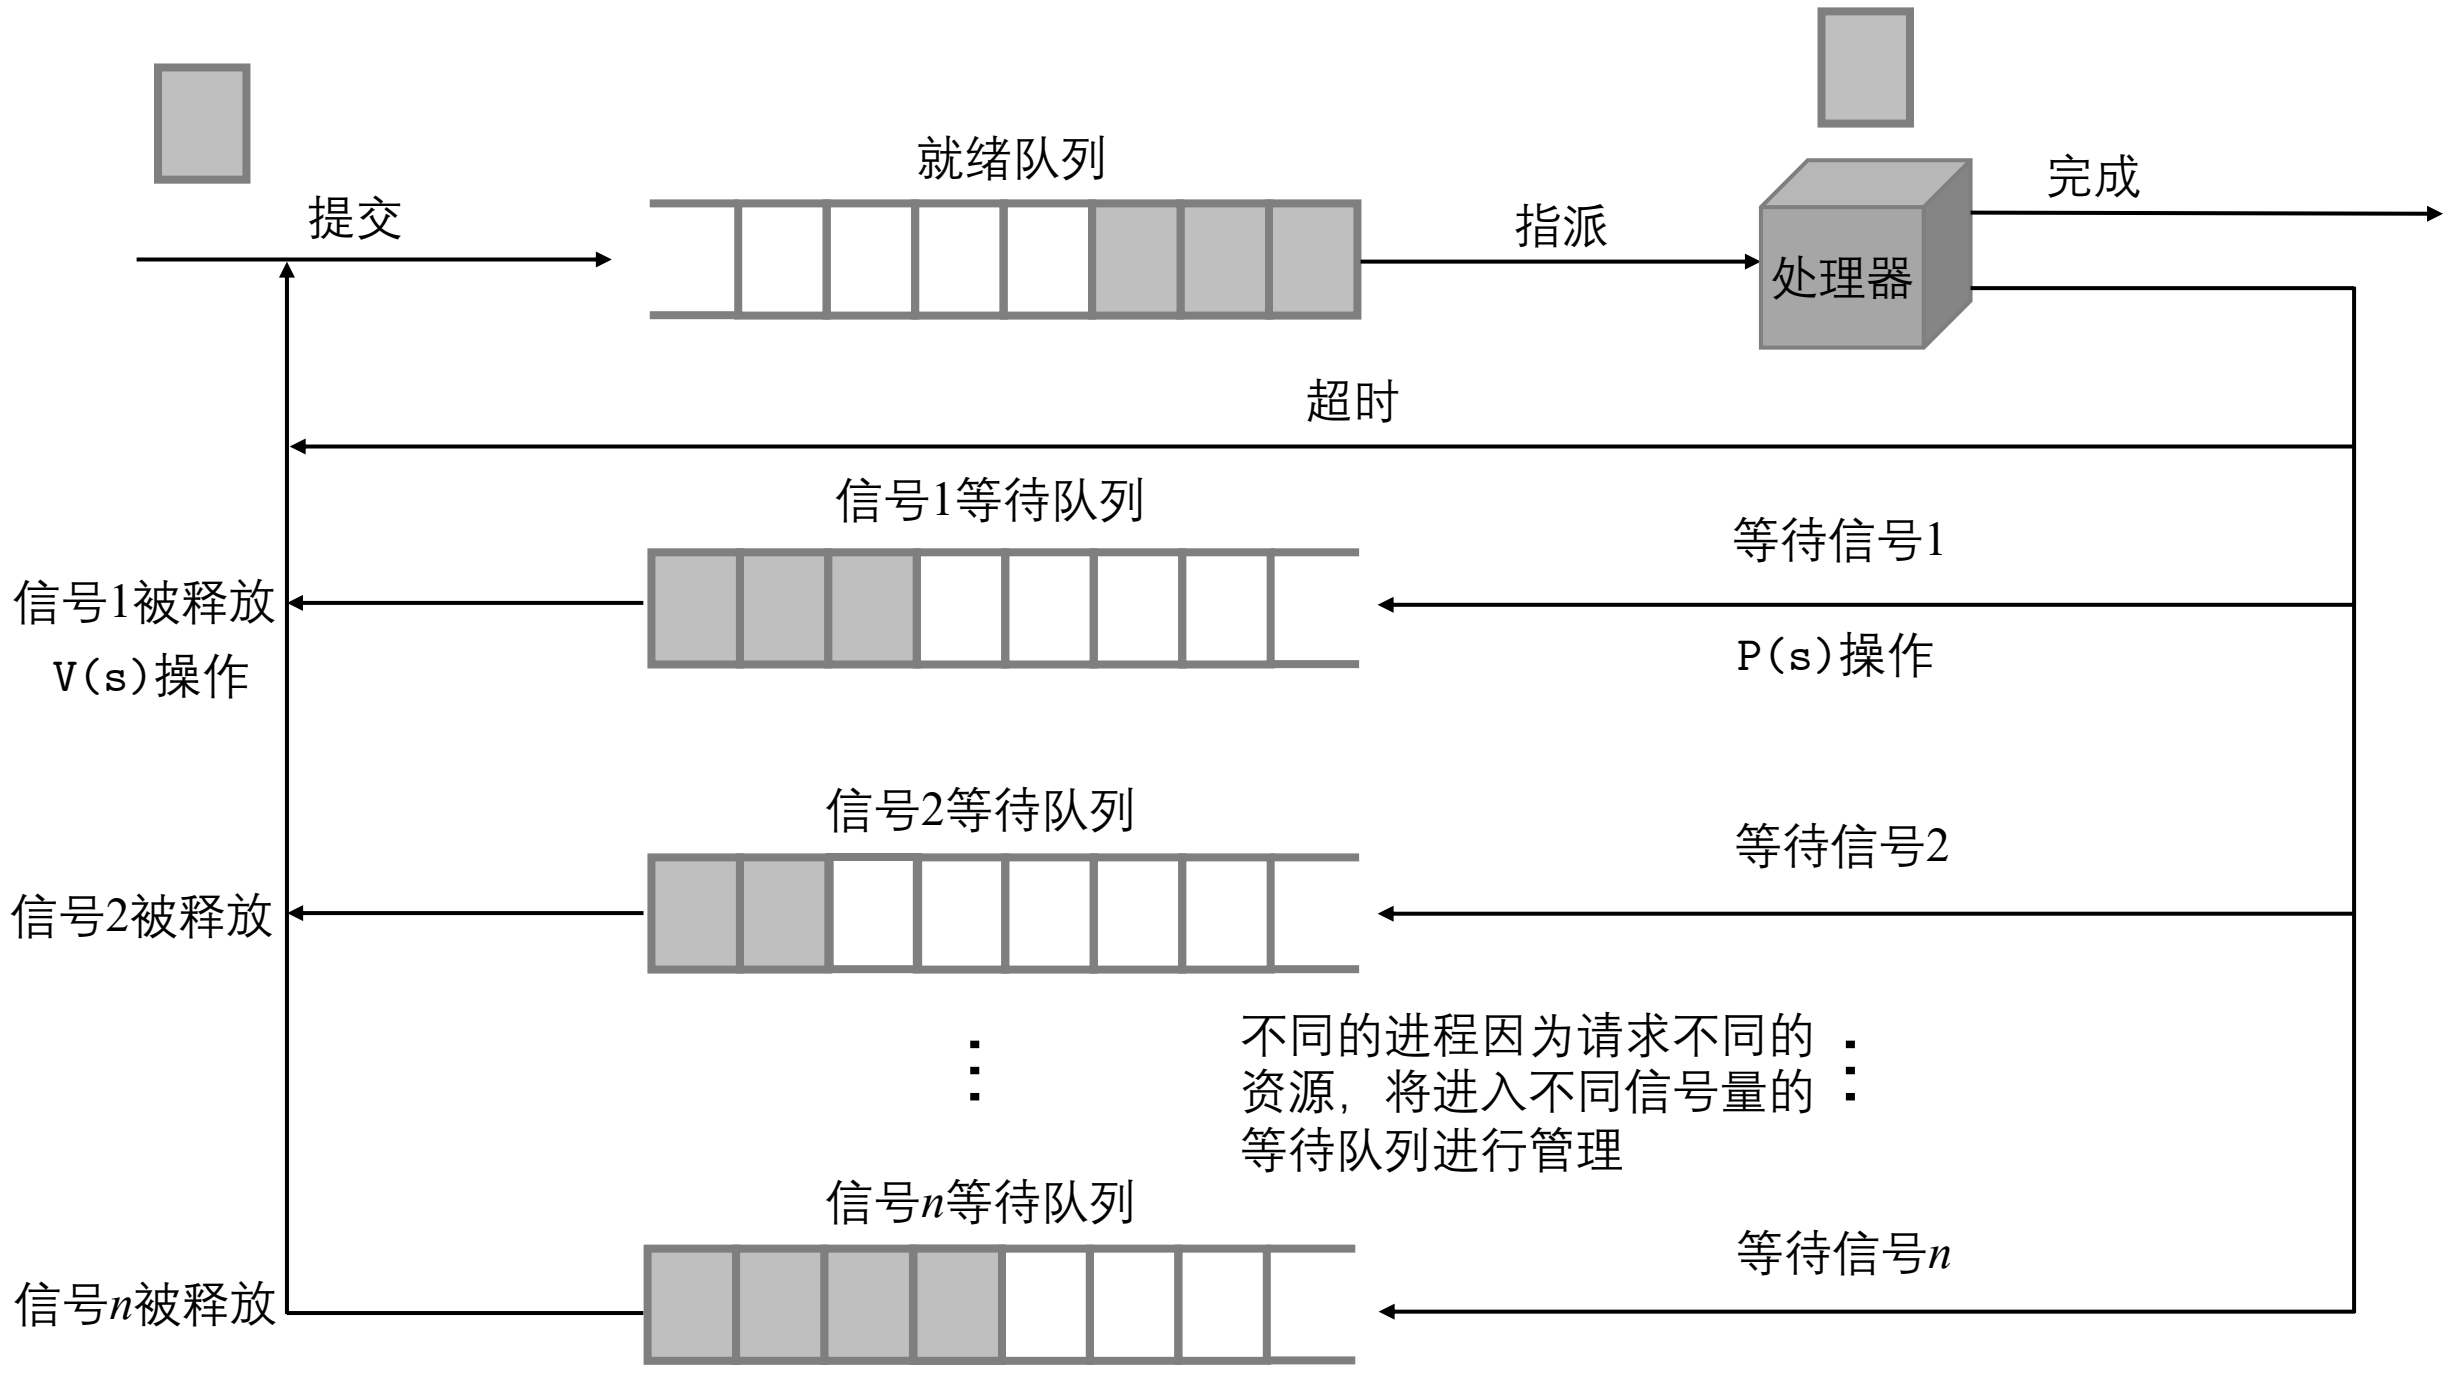 就绪队列
提交
指派
完成
处理器
超时
信号1等待队列
等待信号1
信号1被释放
V(s)操作
P(s)操作
信号2等待队列
等待信号2
信号2被释放
不同的进程因为请求不同的
资源，将进入不同信号量的
等待队列进行管理
信号n等待队列
等待信号n
信号n被释放